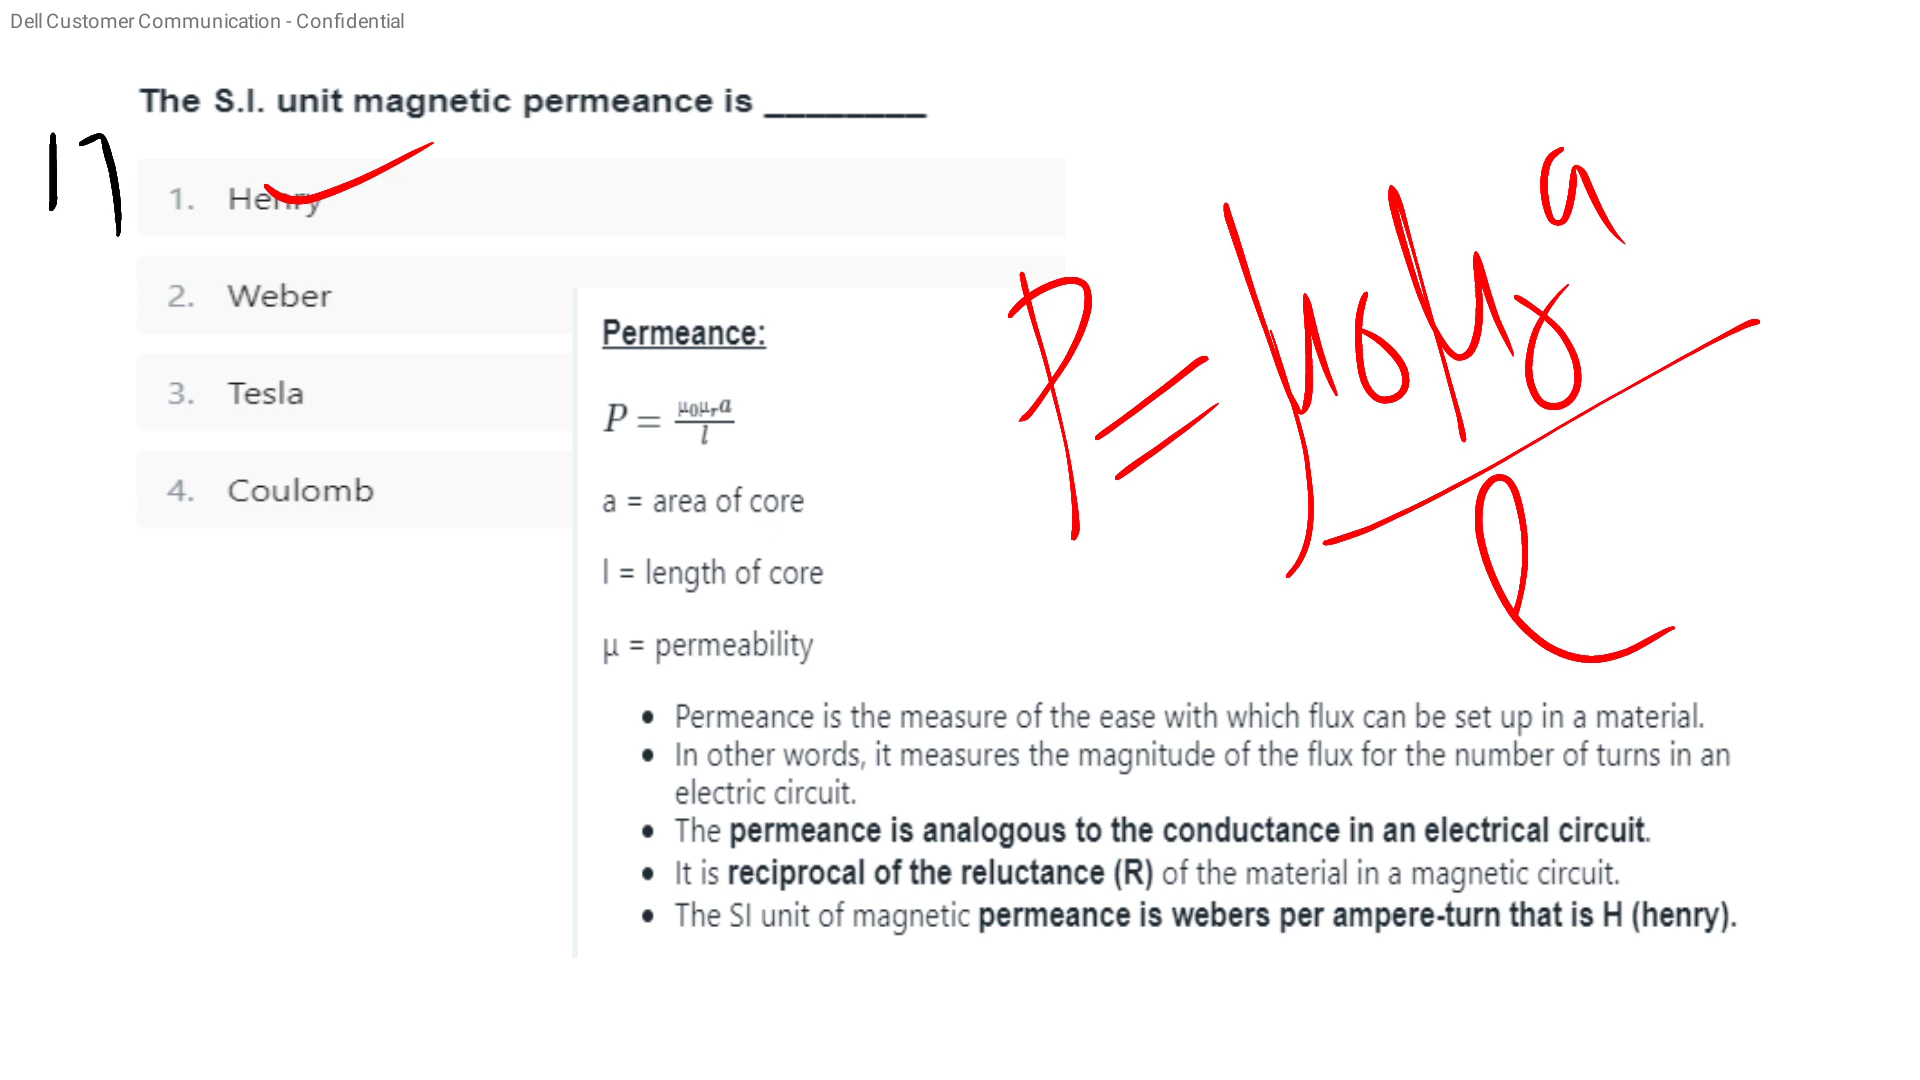 Dell Customer Communication - Confidential
The S.I. unit magnetic permeance is ________
17
1. Henry
2. Weber
3. Tesla
4. Coulomb
Permeance:
P = μ₀μᵣa / l
a = area of core
l = length of core
μ = permeability
• Permeance is the measure of the ease with which flux can be set up in a material.
• In other words, it measures the magnitude of the flux for the number of turns in an
electric circuit.
• The permeance is analogous to the conductance in an electrical circuit.
• It is reciprocal of the reluctance (R) of the material in a magnetic circuit.
• The SI unit of magnetic permeance is webers per ampere-turn that is H (henry).
P = μ₀μᵣa / l